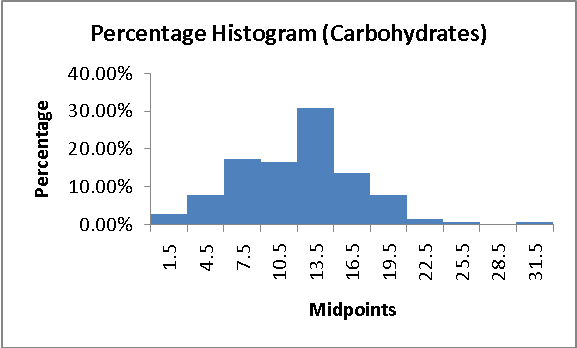 Percentage Histogram (Carbohydrates)
Percentage
40.00%
30.00%
20.00%
10.00%
0.00%
1.5 4.5 7.5 10.5 13.5 16.5 19.5 22.5 25.5 28.5 31.5
Midpoints